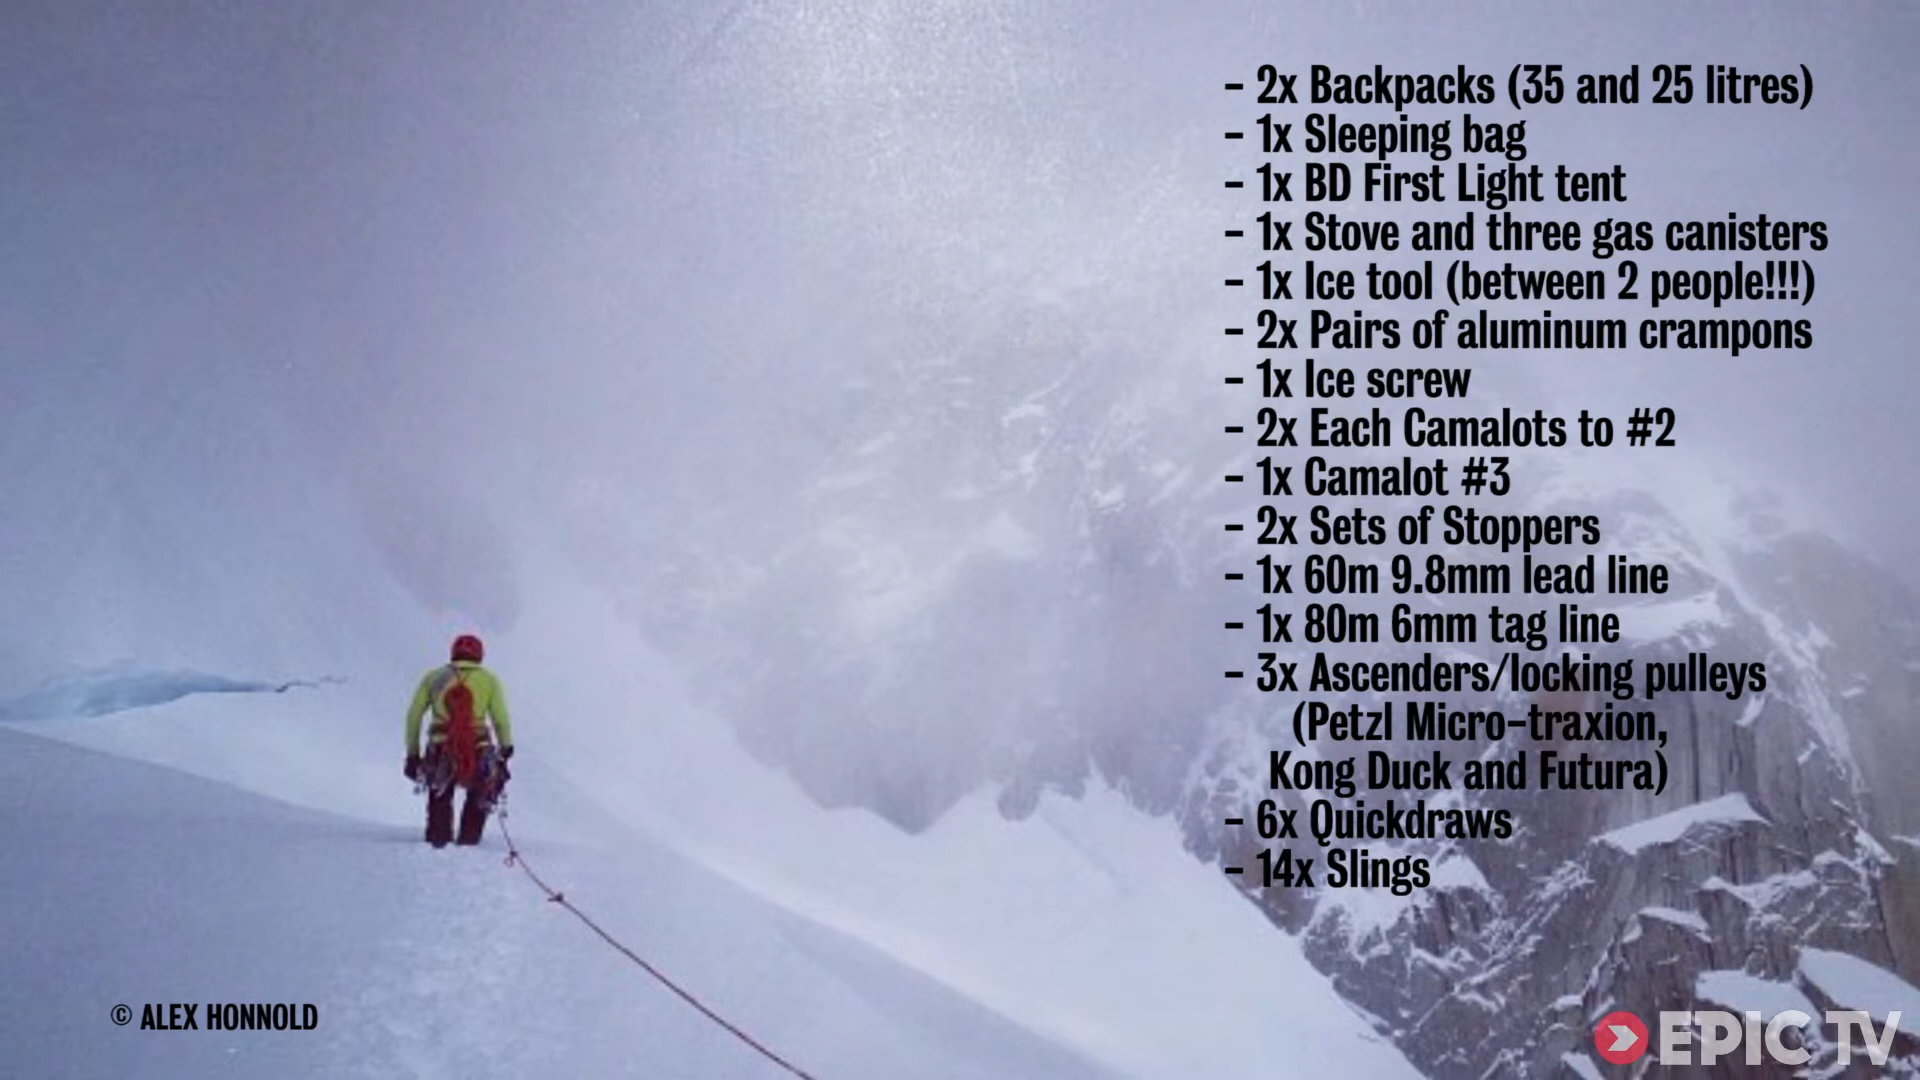 - 2x Backpacks (35 and 25 litres)
- 1x Sleeping bag
- 1x BD First Light tent
- 1x Stove and three gas canisters
- 1x Ice tool (between 2 people!!!)
- 2x Pairs of aluminum crampons
- 1x Ice screw
- 2x Each Camalots to #2
- 1x Camalot #3
- 2x Sets of Stoppers
- 1x 60m 9.8mm lead line
- 1x 80m 6mm tag line
- 3x Ascenders/locking pulleys
(Petzl Micro-traxion,
Kong Duck and Futura)
- 6x Quickdraws
- 14x Slings
© ALEX HONNOLD
EPIC TV